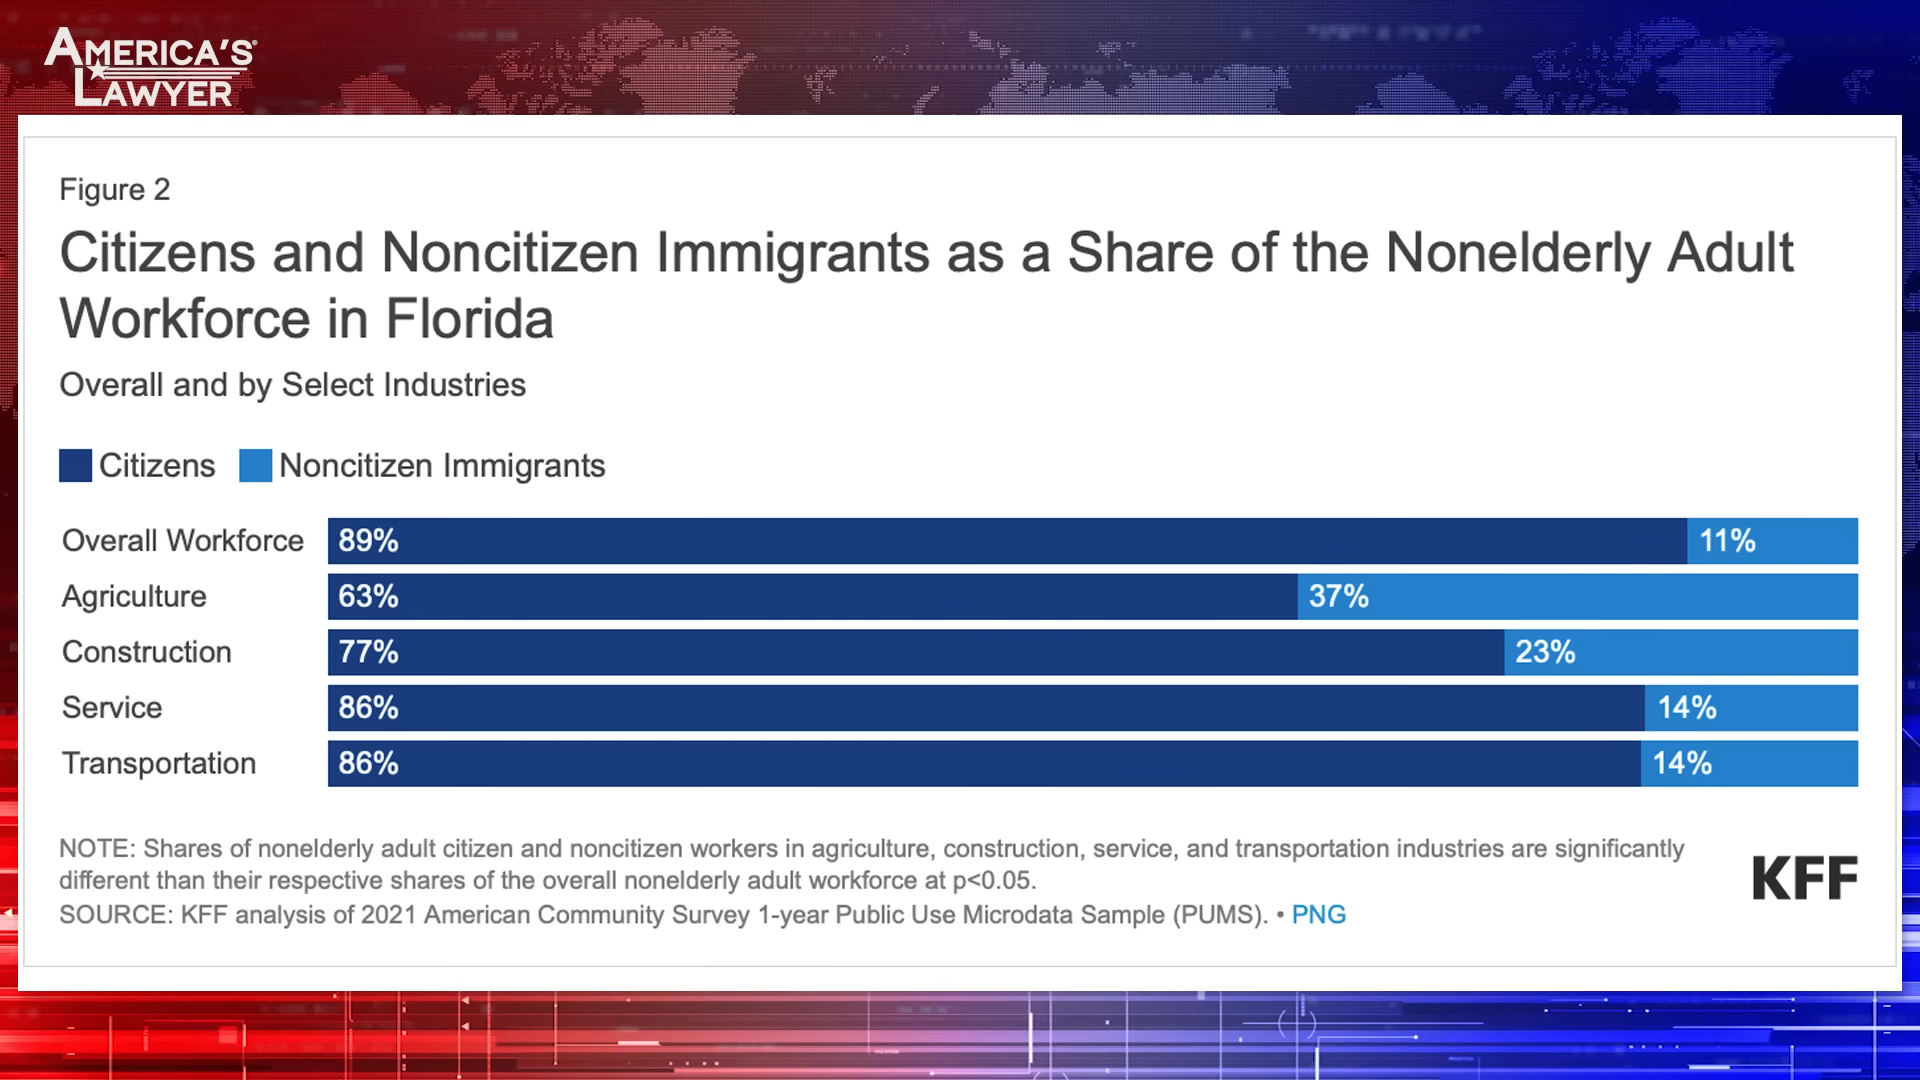 AMERICA'S
LAWYER
Figure 2
Citizens and Noncitizen Immigrants as a Share of the Nonelderly Adult
Workforce in Florida
Overall and by Select Industries
Citizens Noncitizen Immigrants
Overall Workforce 89% 11%
Agriculture 63% 37%
Construction 77% 23%
Service 86% 14%
Transportation 86% 14%
NOTE: Shares of nonelderly adult citizen and noncitizen workers in agriculture, construction, service, and transportation industries are significantly
different than their respective shares of the overall nonelderly adult workforce at p<0.05.
SOURCE: KFF analysis of 2021 American Community Survey 1-year Public Use Microdata Sample (PUMS). • PNG
KFF